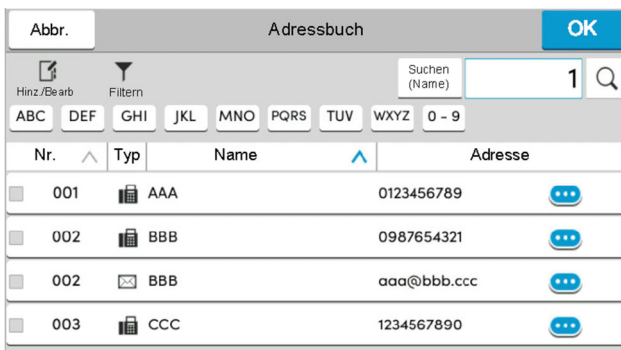 Abbr. Adressbuch OK
Hinz./Bearb Filtern Suchen (Name) 1
ABC DEF GHI JKL MNO PQRS TUV WXYZ 0 - 9
Nr. Typ Name Adresse
001 AAA 0123456789
002 BBB 0987654321
002 BBB aaa@bbb.ccc
003 CCC 1234567890